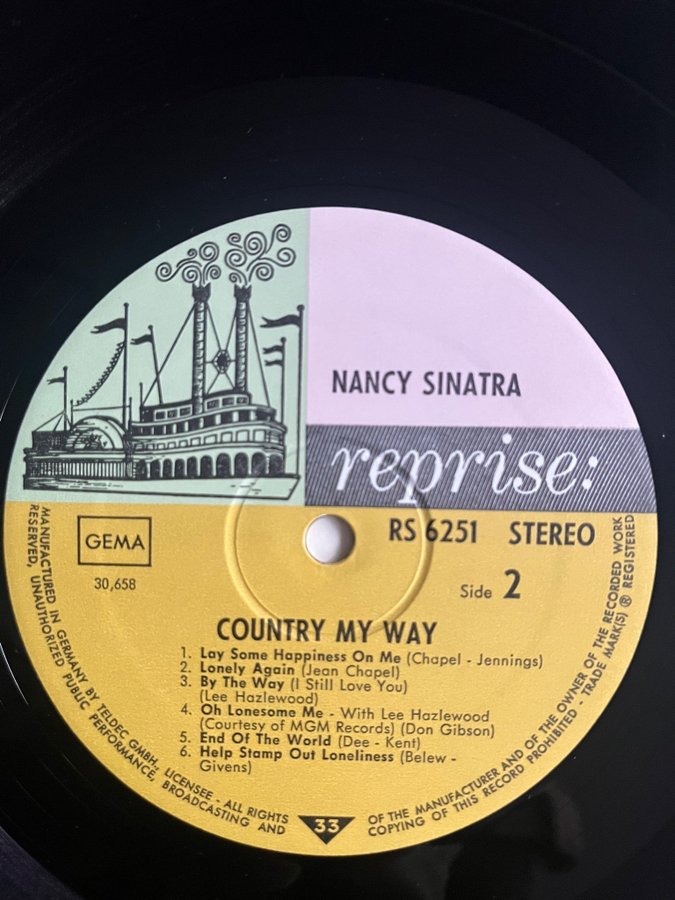 NANCY SINATRA
reprise:
GEMA
RS 6251 STEREO
30,658
Side 2
COUNTRY MY WAY
1. Lay Some Happiness On Me (Chapel - Jennings)
2. Lonely Again (Jean Chapel)
3. By The Way (I Still Love You)
(Lee Hazlewood)
4. Oh Lonesome Me - With Lee Hazlewood
(Courtesy of MGM Records) (Don Gibson)
5. End Of The World (Dee - Kent)
6. Help Stamp Out Loneliness (Belew -
Givens)
33
MANUFACTURED IN GERMANY BY TELDEC GMBH., LICENSEE - ALL RIGHTS
OF THE MANUFACTURER AND OF THE OWNER OF THE RECORDED WORK
RESERVED, UNAUTHORIZED PUBLIC PERFORMANCE, BROADCASTING AND
COPYING OF THIS RECORD PROHIBITED - TRADE MARK(S) ® REGISTERED